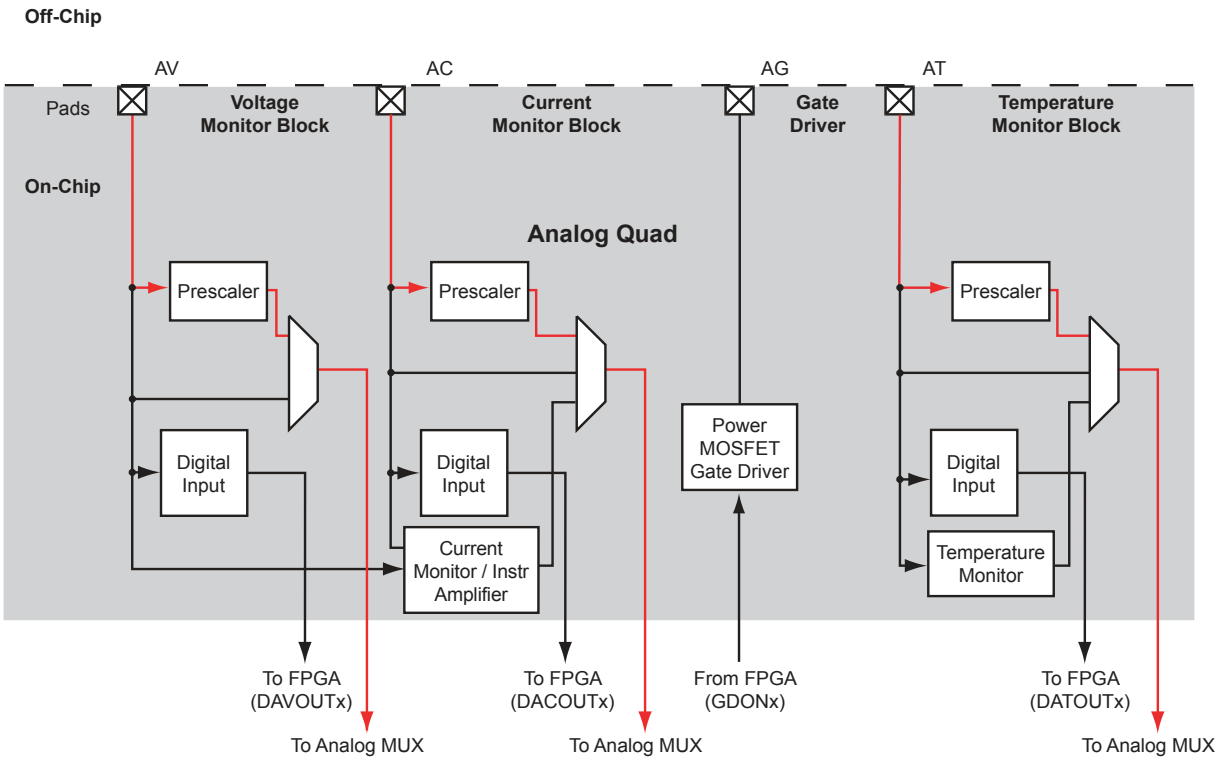 Off-Chip
AV
AC
AG
AT
Pads
Voltage
Monitor Block
Current
Monitor Block
Gate
Driver
Temperature
Monitor Block
On-Chip
Analog Quad
Prescaler
Prescaler
Prescaler
Power
MOSFET
Gate Driver
Digital
Input
Digital
Input
Digital
Input
Current
Monitor / Instr
Amplifier
Temperature
Monitor
To FPGA
(DAVOUTx)
To FPGA
(DACOUTx)
From FPGA
(GDONx)
To FPGA
(DATOUTx)
To Analog MUX
To Analog MUX
To Analog MUX